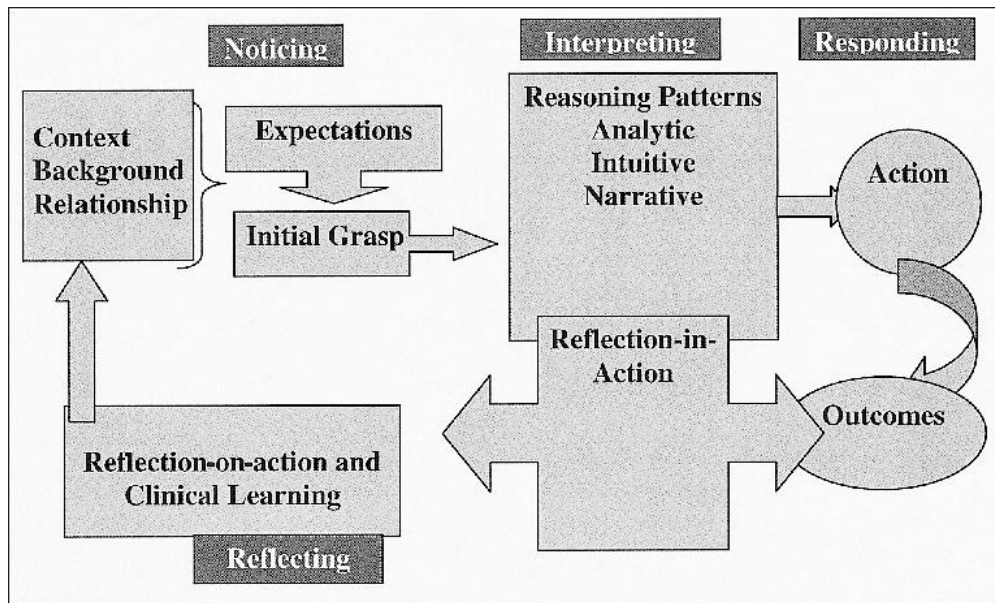 Noticing
Interpreting
Responding
Context
Background
Relationship
Expectations
Initial Grasp
Reasoning Patterns
Analytic
Intuitive
Narrative
Action
Reflection-in-
Action
Outcomes
Reflection-on-action and
Clinical Learning
Reflecting